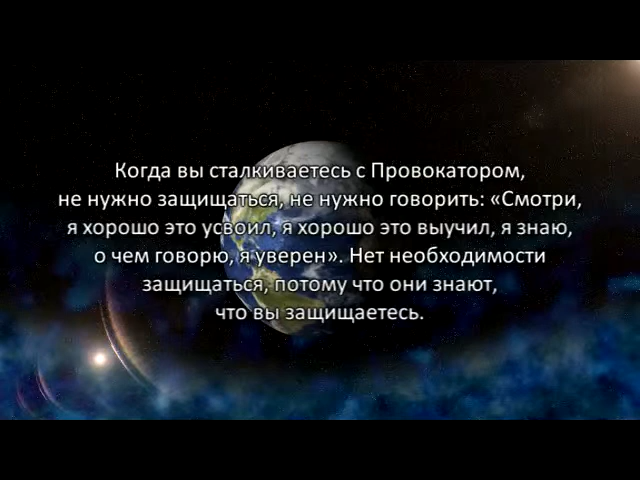 Когда вы сталкиваетесь с Провокатором,
не нужно защищаться, не нужно говорить: «Смотри,
я хорошо это усвоил, я хорошо это выучил, я знаю,
о чем говорю, я уверен». Нет необходимости
защищаться, потому что они знают,
что вы защищаетесь.